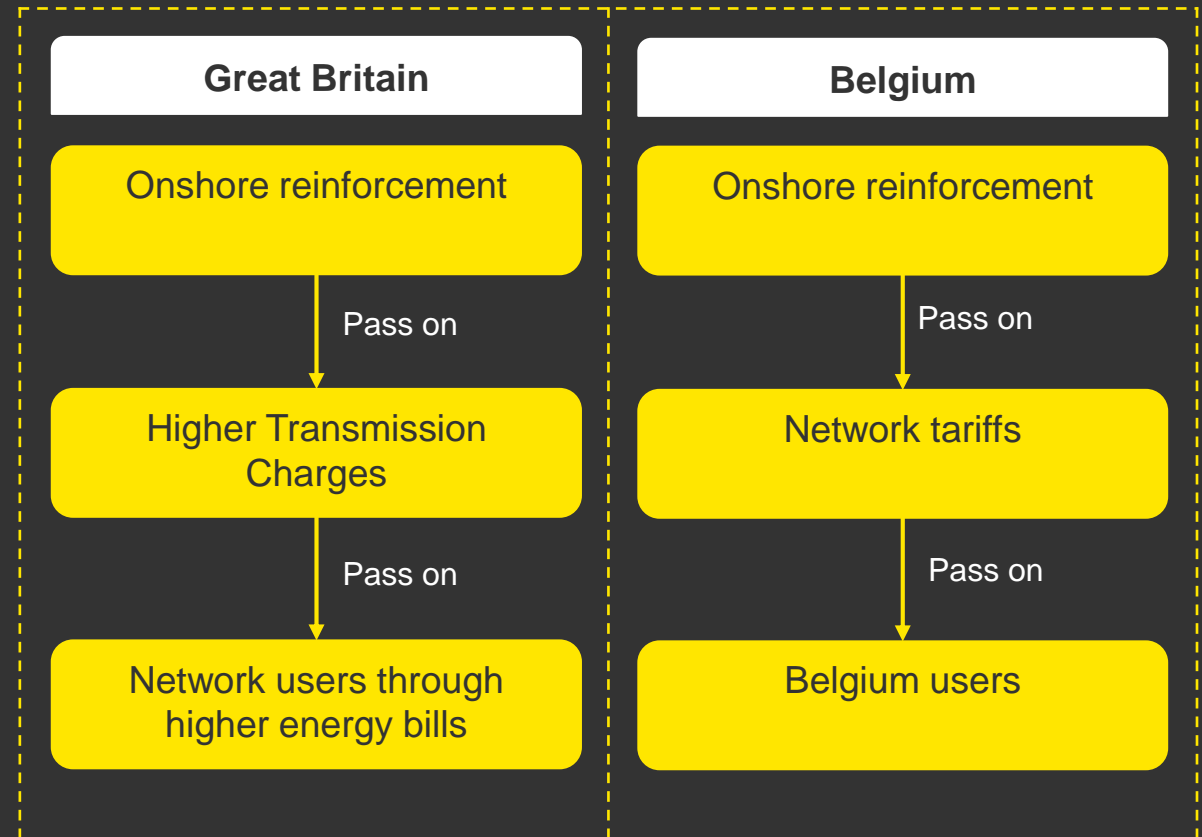 Great Britain
Onshore reinforcement
Pass on
Higher Transmission
Charges
Pass on
Network users through
higher energy bills
Belgium
Onshore reinforcement
Pass on
Network tariffs
Pass on
Belgium users